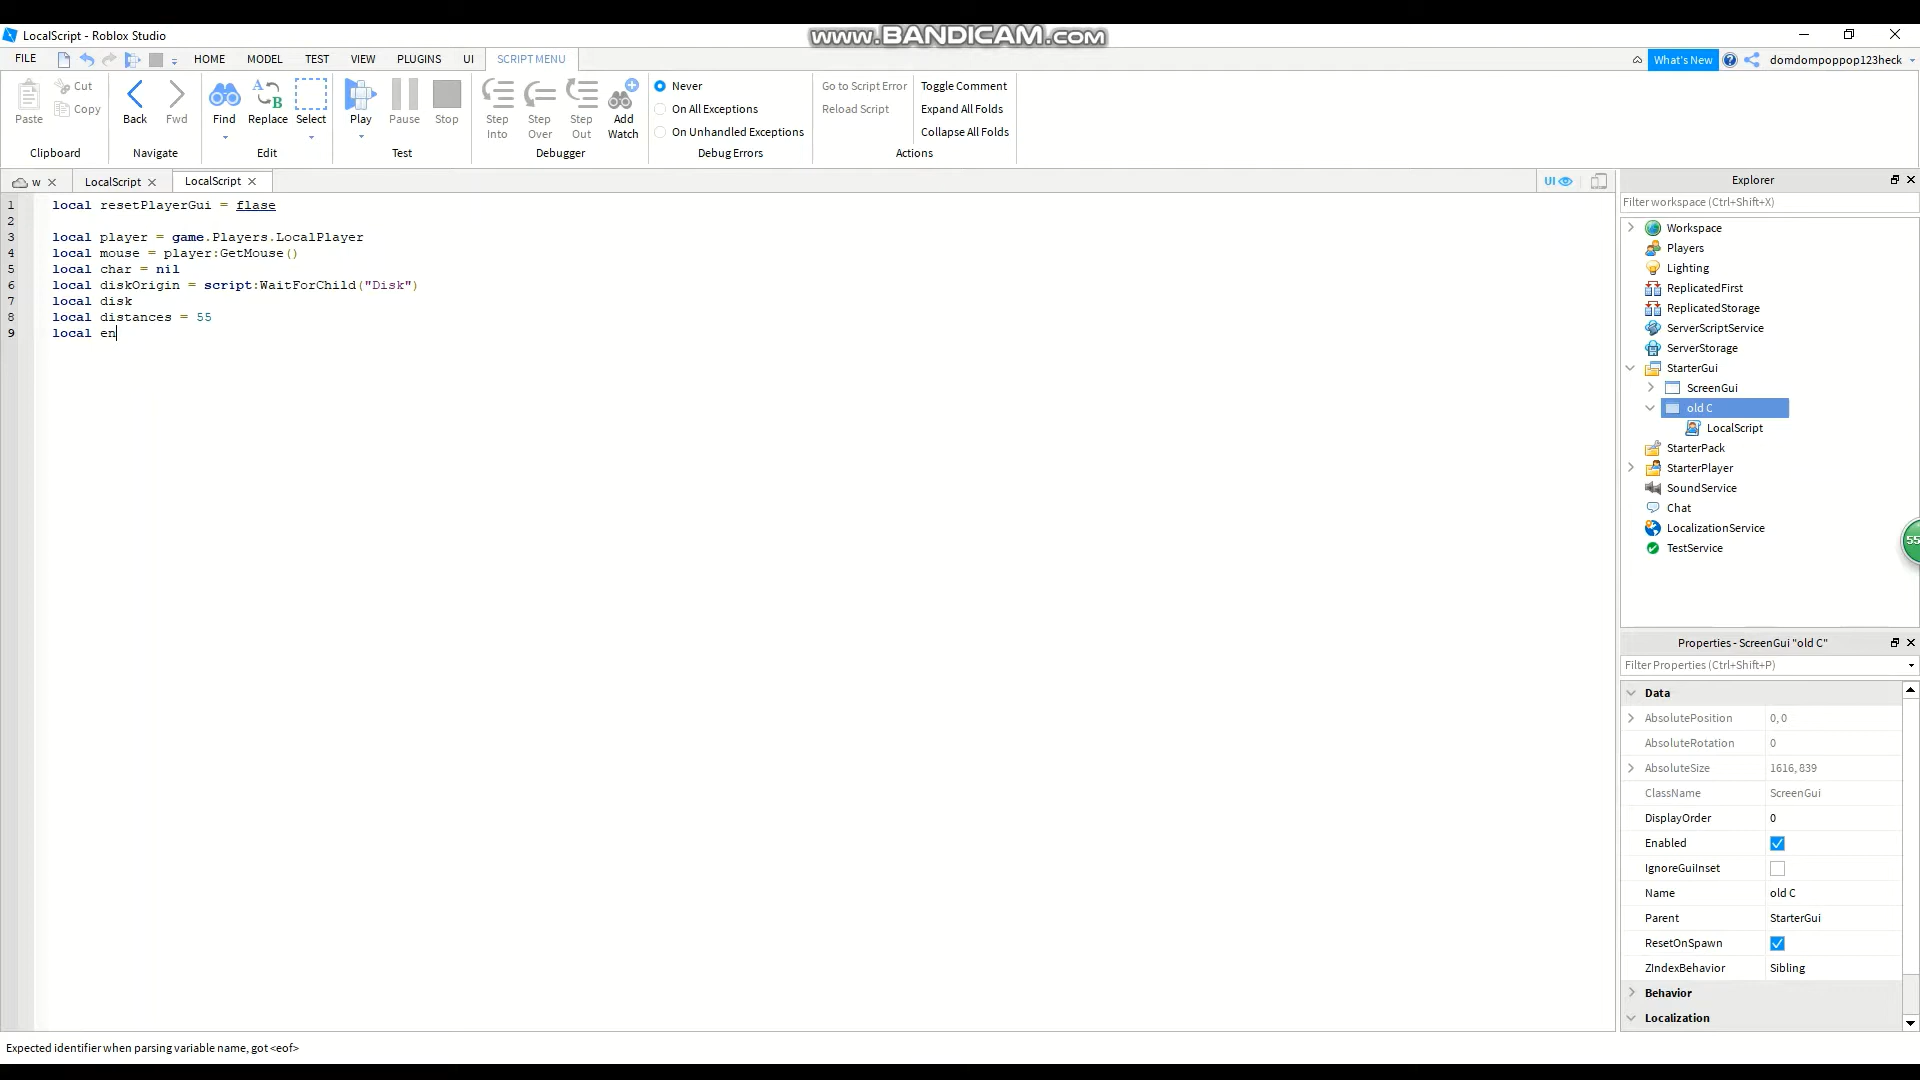 www.BANDICAM.com
LocalScript - Roblox Studio
FILE HOME MODEL TEST VIEW PLUGINS UI SCRIPT MENU What's New domdompoppop123heck
Paste Cut Copy Clipboard
Back Fwd Navigate
Find Replace Select Edit
Play Pause Stop Test
Step Into Step Over Step Out Add Watch Debugger
Never
On All Exceptions
On Unhandled Exceptions
Debug Errors
Go to Script Error Toggle Comment
Reload Script Expand All Folds
Collapse All Folds
Actions
w LocalScript LocalScript UI
1 local resetPlayerGui = flase
2
3 local player = game.Players.LocalPlayer
4 local mouse = player:GetMouse()
5 local char = nil
6 local diskOrigin = script:WaitForChild("Disk")
7 local disk
8 local distances = 55
9 local en
Explorer
Filter workspace (Ctrl+Shift+X)
Workspace
Players
Lighting
ReplicatedFirst
ReplicatedStorage
ServerScriptService
ServerStorage
StarterGui
ScreenGui
old C
LocalScript
StarterPack
StarterPlayer
SoundService
Chat
LocalizationService
TestService
55
Properties - ScreenGui "old C"
Filter Properties (Ctrl+Shift+P)
Data
AbsolutePosition 0, 0
AbsoluteRotation 0
AbsoluteSize 1616, 839
ClassName ScreenGui
DisplayOrder 0
Enabled
IgnoreGuiInset
Name old C
Parent StarterGui
ResetOnSpawn
ZIndexBehavior Sibling
Behavior
Localization
Expected identifier when parsing variable name, got <eof>